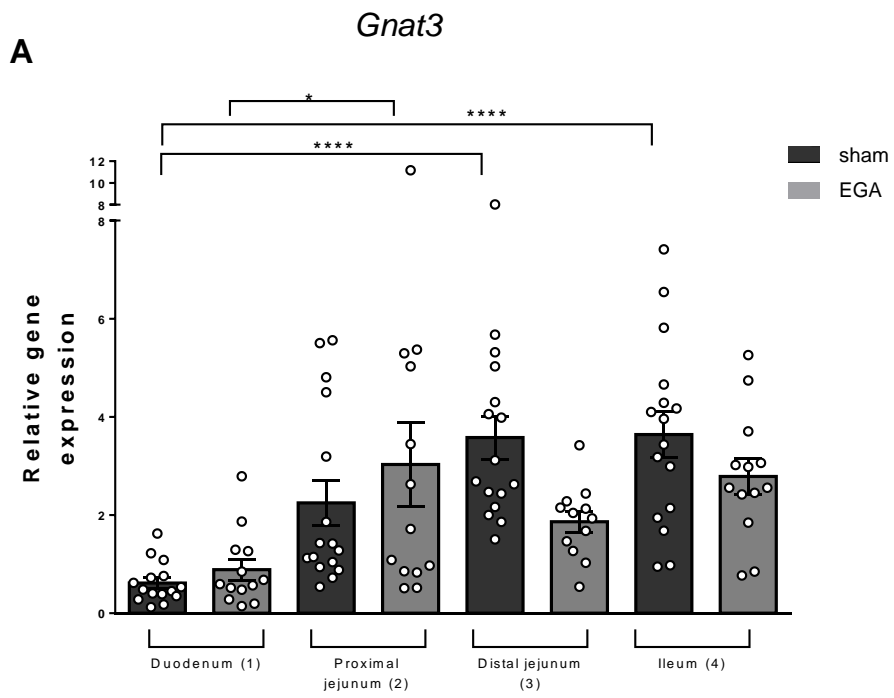 Gnat3
A
*
****
****
sham
EGA
12
10
8
8
6
4
2
0
Relative gene
expression
Duodenum (1)
Proximal
jejunum (2)
Distal jejunum
(3)
Ileum (4)